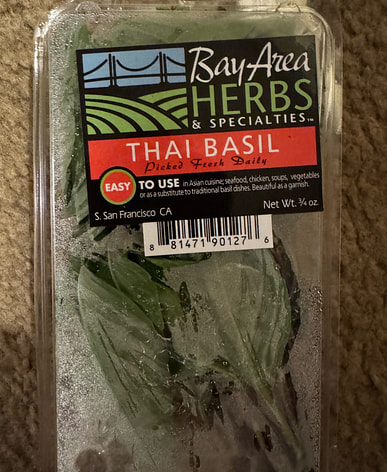 Bay Area
HERBS
& SPECIALTIES™
THAI BASIL
Picked Fresh Daily
EASY TO USE in Asian cuisine; seafood, chicken, soups, vegetables
or as a substitute to traditional basil dishes. Beautiful as a garnish.
S. San Francisco CA Net Wt. ¾ oz.
8 81471 90127 6